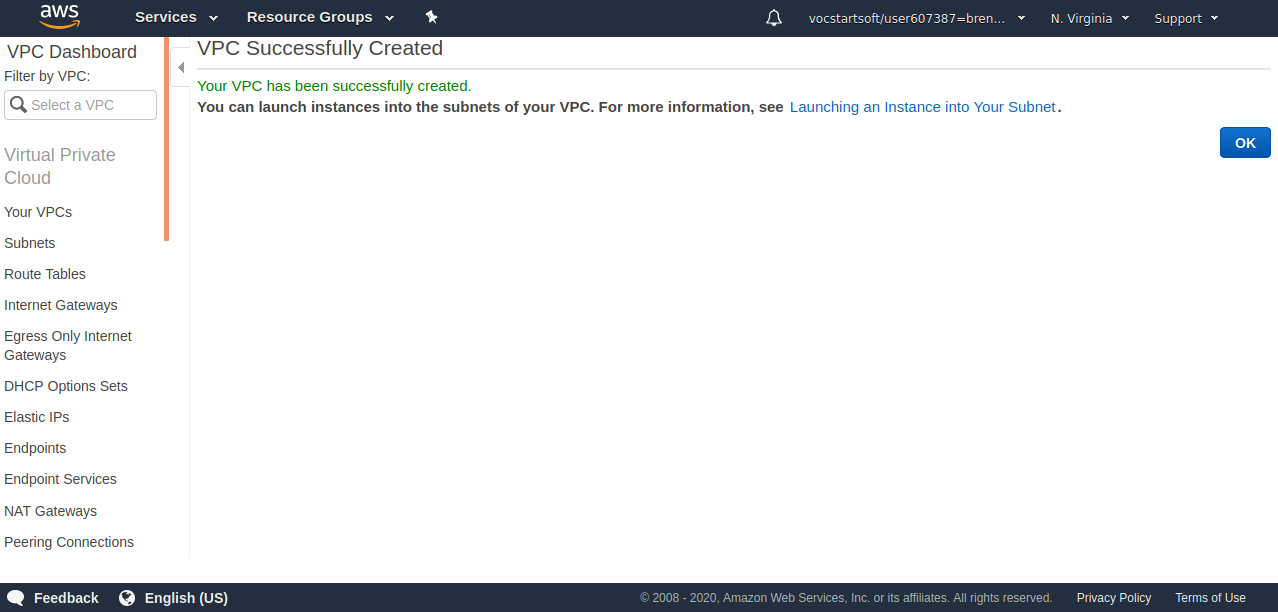 aws Services Resource Groups vocstartsoft/user607387=bren... N. Virginia Support
VPC Dashboard
Filter by VPC:
Select a VPC
Virtual Private
Cloud
Your VPCs
Subnets
Route Tables
Internet Gateways
Egress Only Internet
Gateways
DHCP Options Sets
Elastic IPs
Endpoints
Endpoint Services
NAT Gateways
Peering Connections
VPC Successfully Created
Your VPC has been successfully created.
You can launch instances into the subnets of your VPC. For more information, see Launching an Instance into Your Subnet.
OK
Feedback English (US) © 2008 - 2020, Amazon Web Services, Inc. or its affiliates. All rights reserved. Privacy Policy Terms of Use